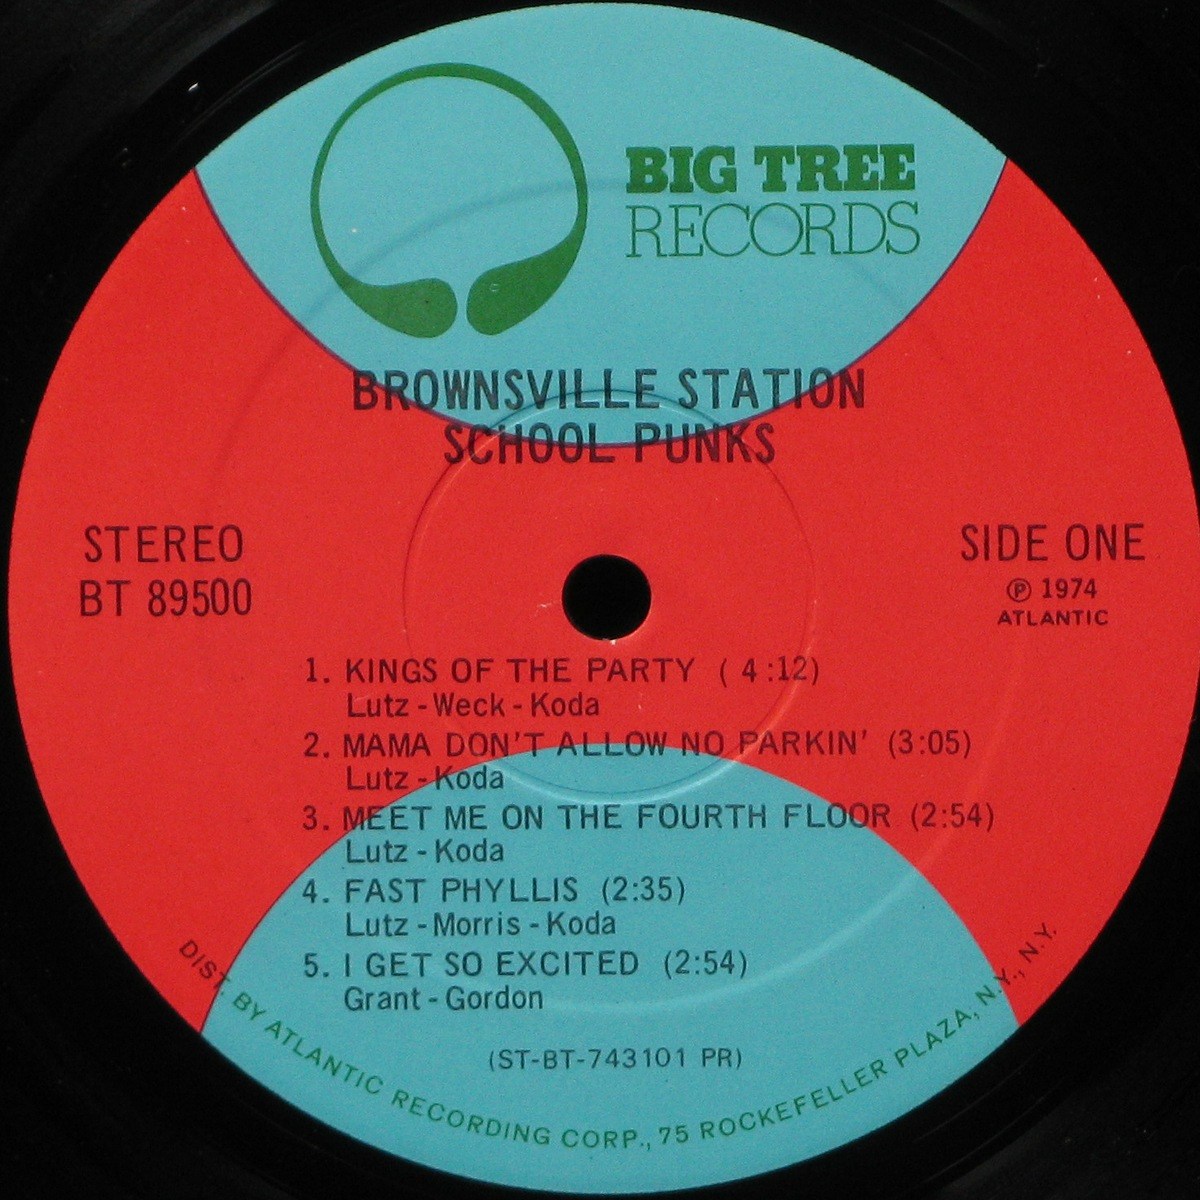 BIG TREE
RECORDS
BROWNSVILLE STATION
SCHOOL PUNKS
STEREO
BT 89500
SIDE ONE
℗ 1974
ATLANTIC
1. KINGS OF THE PARTY ( 4:12)
Lutz - Weck - Koda
2. MAMA DON'T ALLOW NO PARKIN' (3:05)
Lutz - Koda
3. MEET ME ON THE FOURTH FLOOR (2:54)
Lutz - Koda
4. FAST PHYLLIS (2:35)
Lutz - Morris - Koda
5. I GET SO EXCITED (2:54)
Grant - Gordon
(ST-BT-743101 PR)
DIST. BY ATLANTIC RECORDING CORP., 75 ROCKEFELLER PLAZA, N.Y., N.Y.